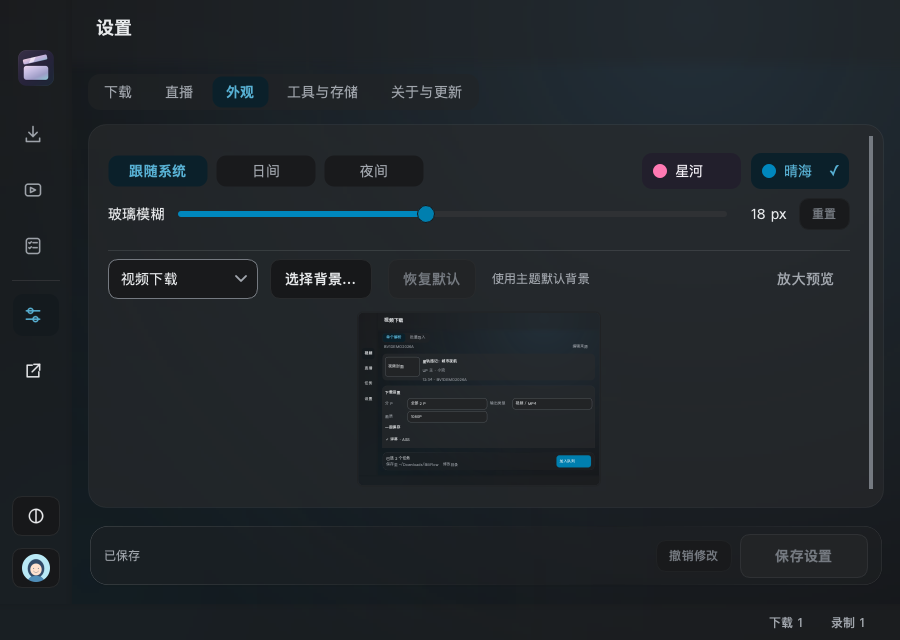 设置
下载 直播 外观 工具与存储 关于与更新
跟随系统 日间 夜间 星河 晴海 ✓
玻璃模糊 18 px 重置
视频下载 选择背景... 恢复默认 使用主题默认背景 放大预览
视频下载
已保存 撤销修改 保存设置
下载 1 录制 1